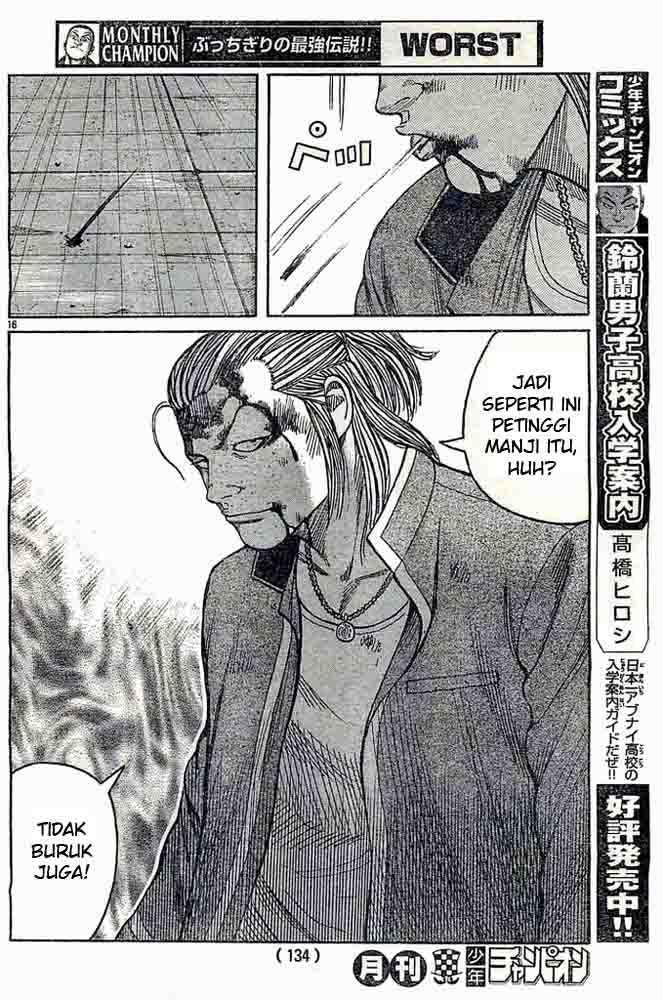 MONTHLY
CHAMPION
ぶっちぎりの最強伝説!!
WORST
ペッ
16
JADI
SEPERTI INI
PETINGGI
MANJI ITU,
HUH?
TIDAK
BURUK JUGA!
少年チャンピオン
コミックス
鈴蘭男子高校入学案内
髙橋ヒロシ
日本一アブナイ高校の
入学案内ガイドだぜ!!
好評発売中!!
(134)
月刊
少年
チャンピオン